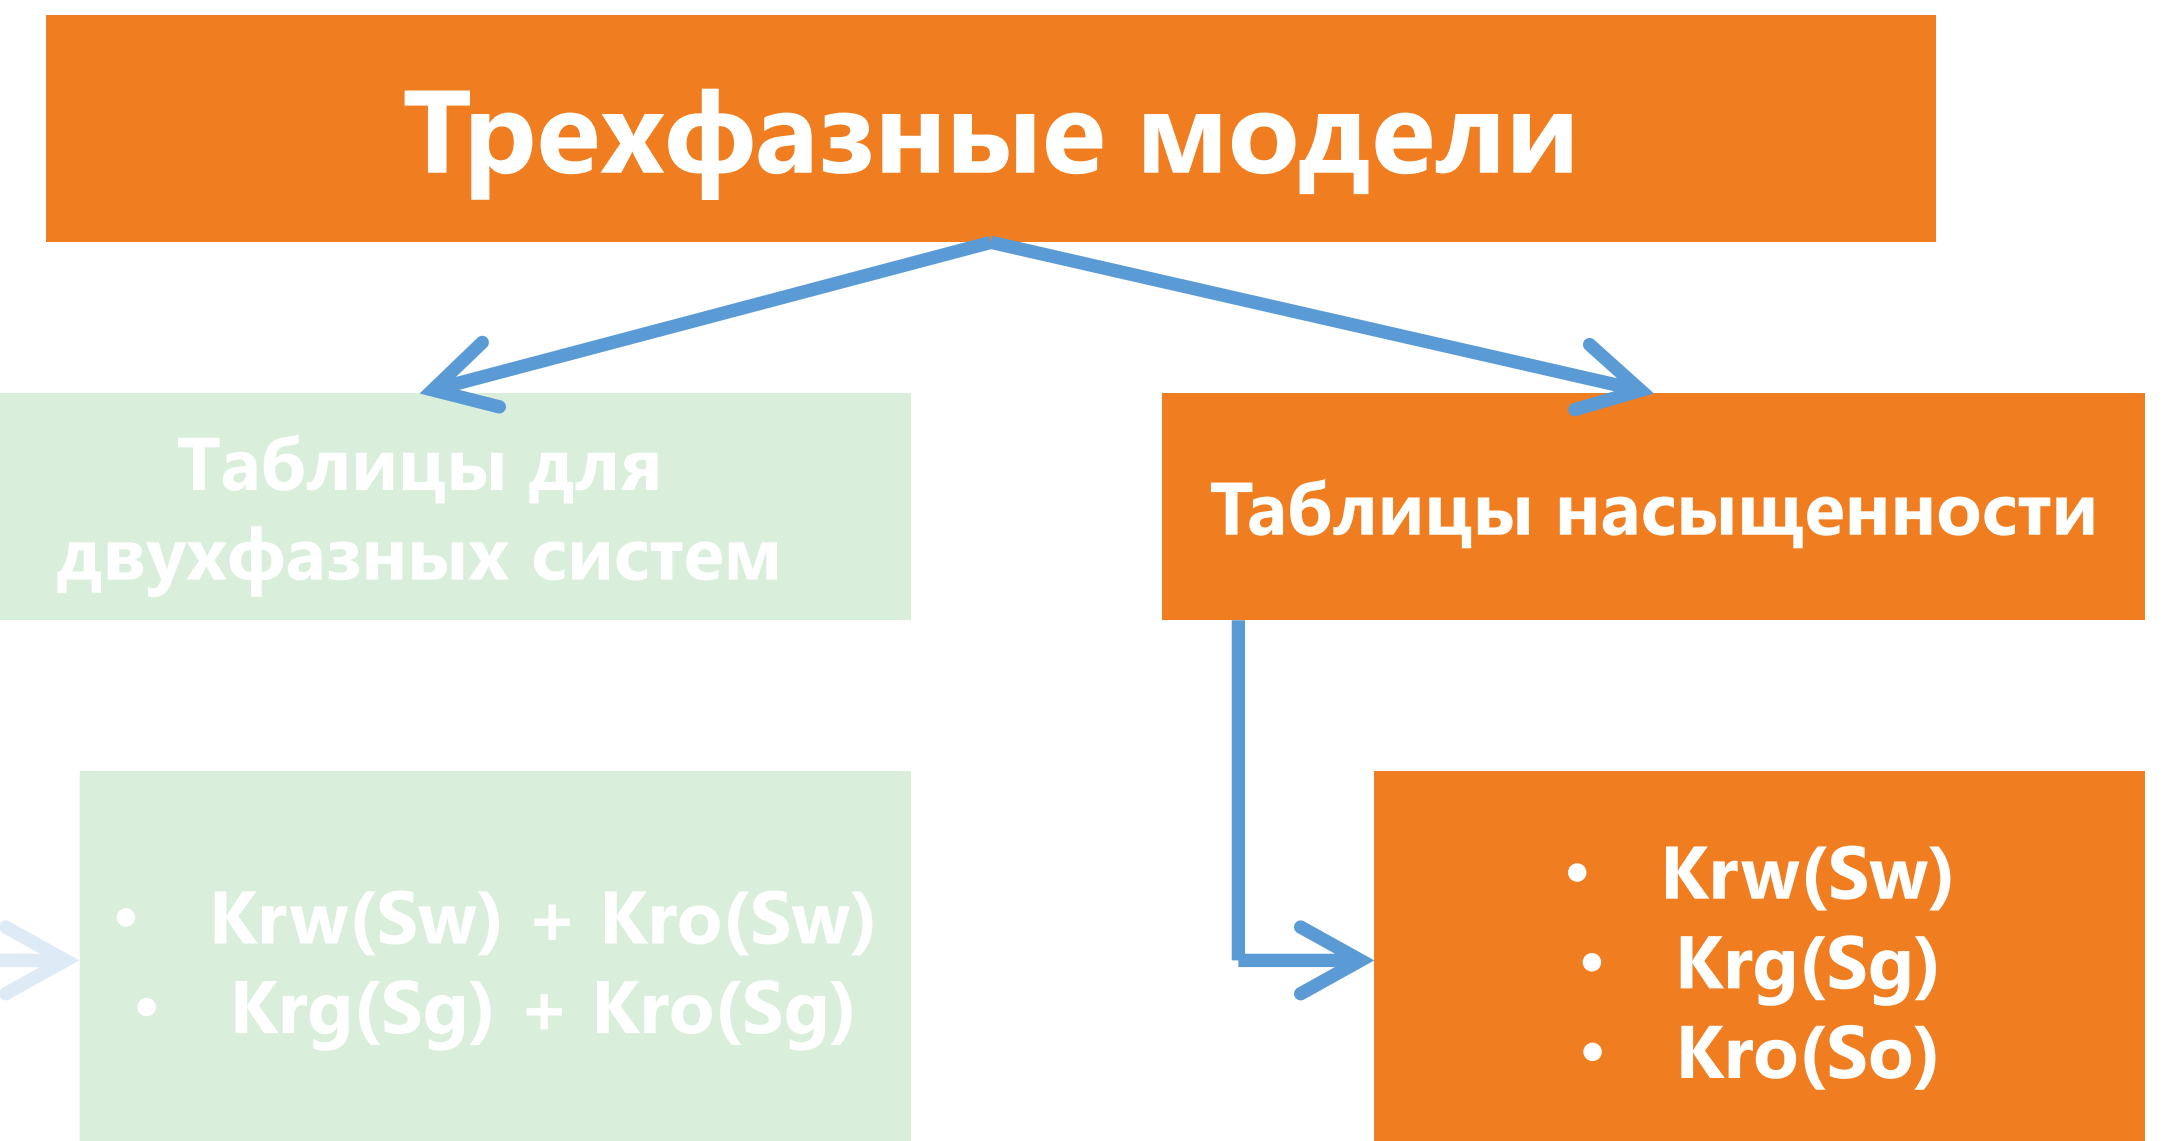 Трехфазные модели
Таблицы для
двухфазных систем
Таблицы насыщенности
• Krw(Sw) + Kro(Sw)
• Krg(Sg) + Kro(Sg)
• Krw(Sw)
• Krg(Sg)
• Kro(So)